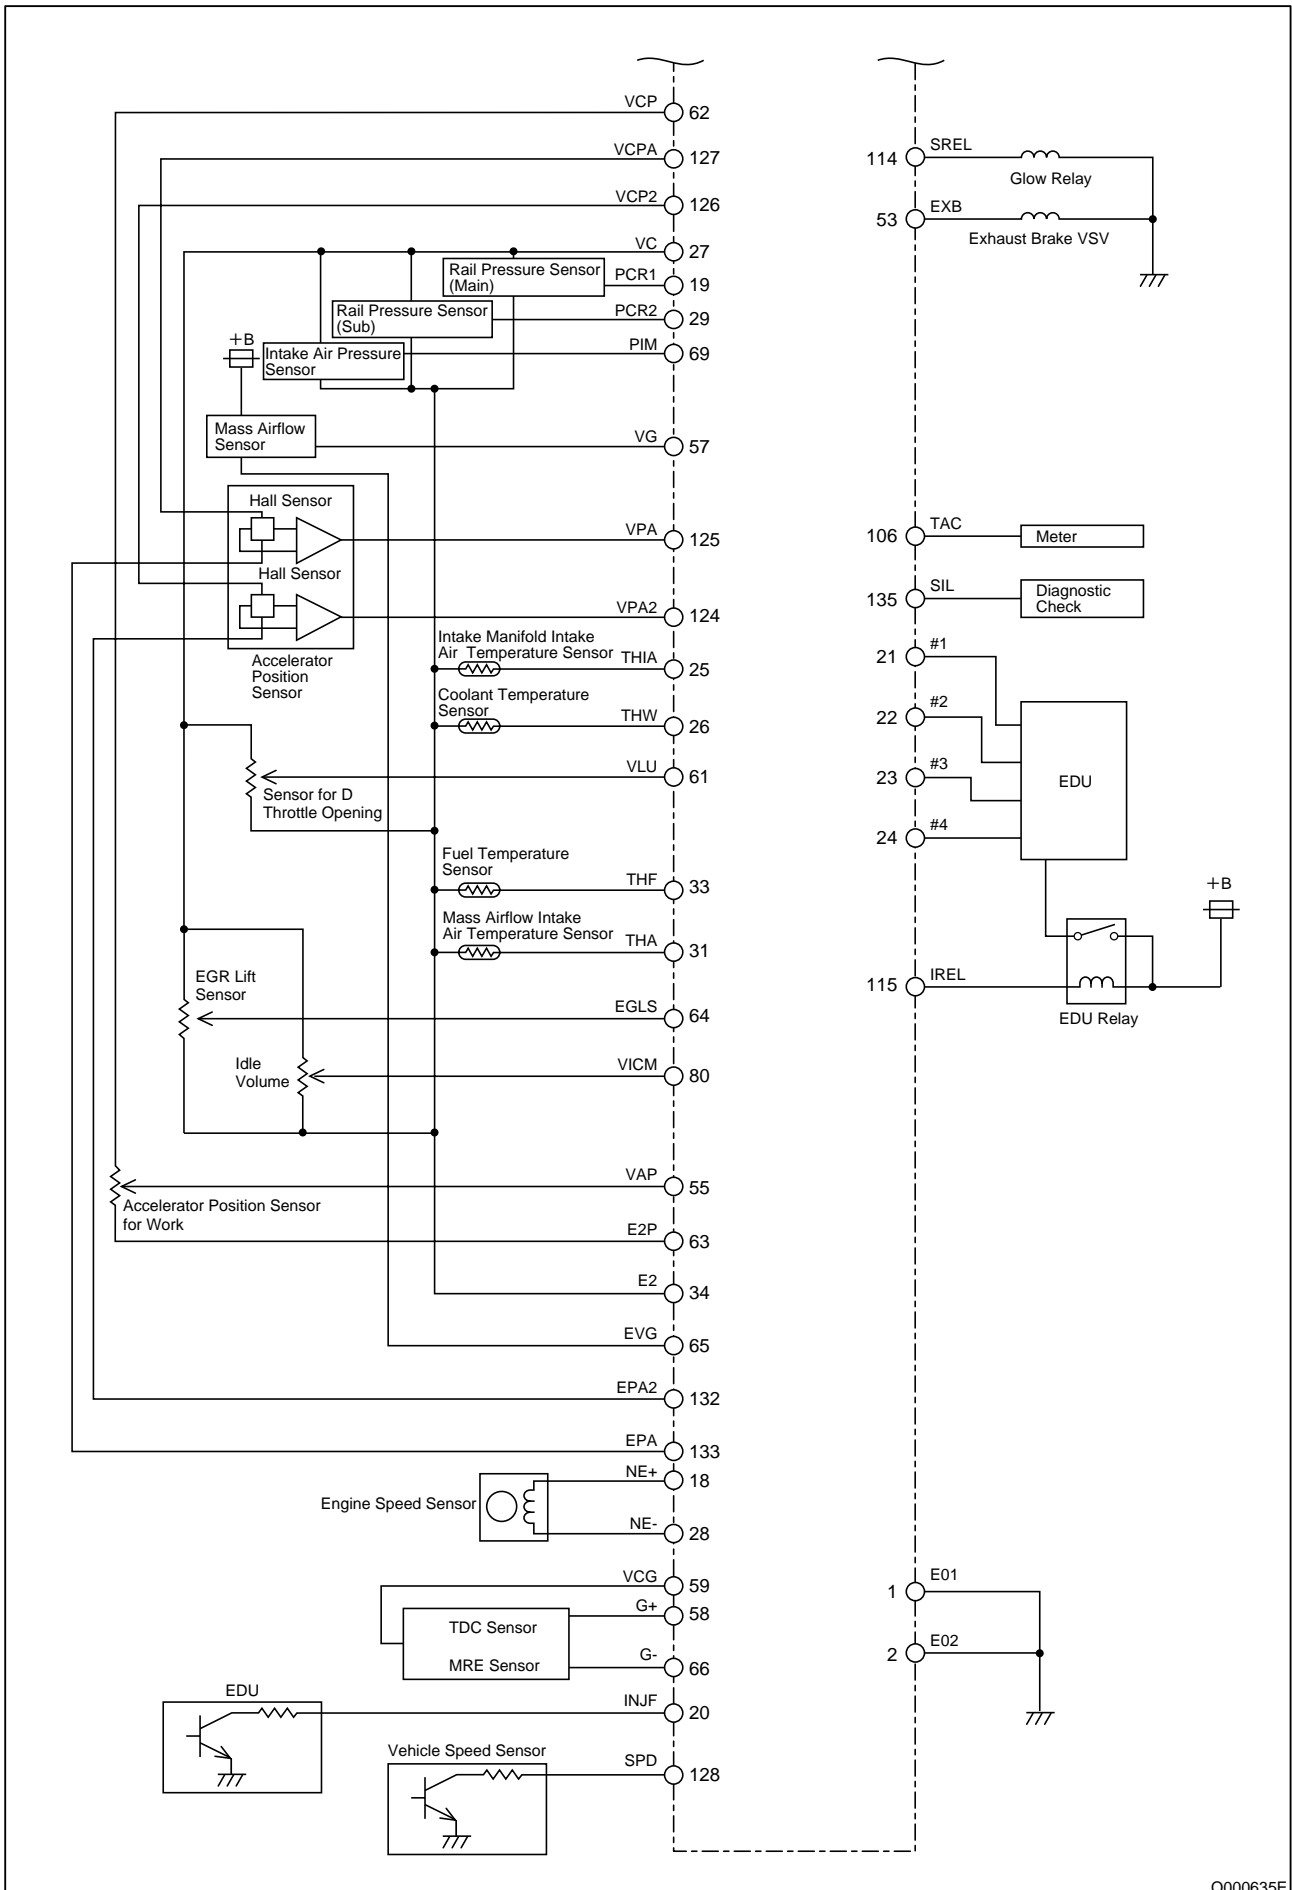 VCP 62
VCPA 127
VCP2 126
VC 27
Rail Pressure Sensor
(Main)
PCR1 19
Rail Pressure Sensor
(Sub)
PCR2 29
+B
Intake Air Pressure
Sensor
PIM 69
Mass Airflow
Sensor
VG 57
Hall Sensor
VPA 125
Hall Sensor
VPA2 124
Accelerator
Position
Sensor
Intake Manifold Intake
Air Temperature Sensor
THIA 25
Coolant Temperature
Sensor
THW 26
VLU 61
Sensor for D
Throttle Opening
Fuel Temperature
Sensor
THF 33
Mass Airflow Intake
Air Temperature Sensor
THA 31
EGR Lift
Sensor
EGLS 64
Idle
Volume
VICM 80
VAP 55
Accelerator Position Sensor
for Work
E2P 63
E2 34
EVG 65
EPA2 132
EPA 133
Engine Speed Sensor
NE+ 18
NE- 28
VCG 59
TDC Sensor
G+ 58
MRE Sensor
G- 66
EDU
INJF 20
Vehicle Speed Sensor
SPD 128
114 SREL
Glow Relay
53 EXB
Exhaust Brake VSV
106 TAC
Meter
135 SIL
Diagnostic
Check
21 #1
22 #2
23 #3
24 #4
EDU
+B
115 IREL
EDU Relay
1 E01
2 E02
Q000635E